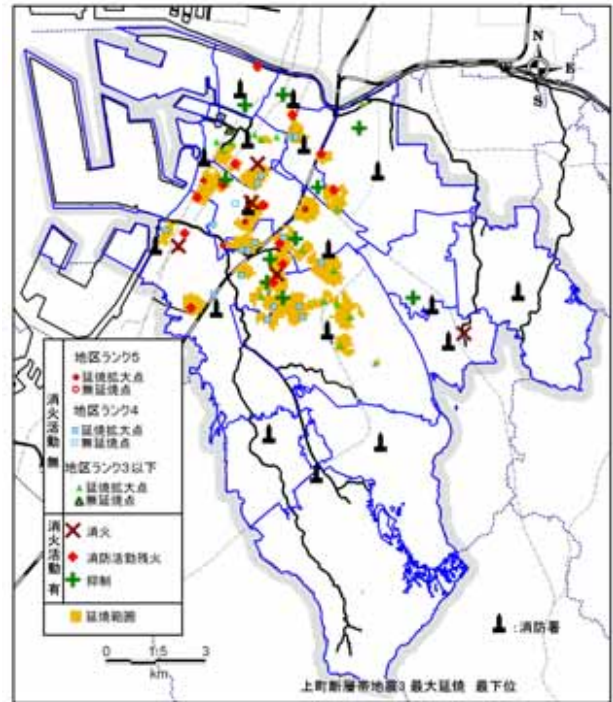 N
W E
S
消火活動 無
地区ランク5
延焼拡大点
無延焼点
地区ランク4
延焼拡大点
無延焼点
地区ランク3以下
延焼拡大点
無延焼点
消火活動 有
消火
消防活動残火
抑制
延焼範囲
0 1.5 3
km
:消防署
上町断層帯地震3 最大延焼 最下位